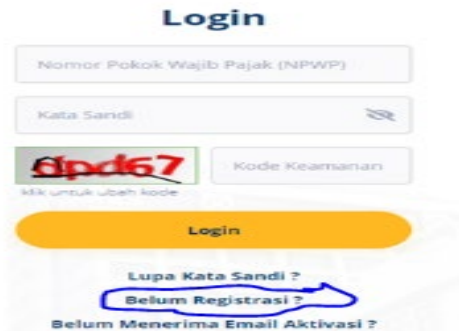 Login
Nomor Pokok Wajib Pajak (NPWP)
Kata Sandi
dpd67 Kode Keamanan
klik untuk ubah kode
Login
Lupa Kata Sandi ?
Belum Registrasi ?
Belum Menerima Email Aktivasi ?